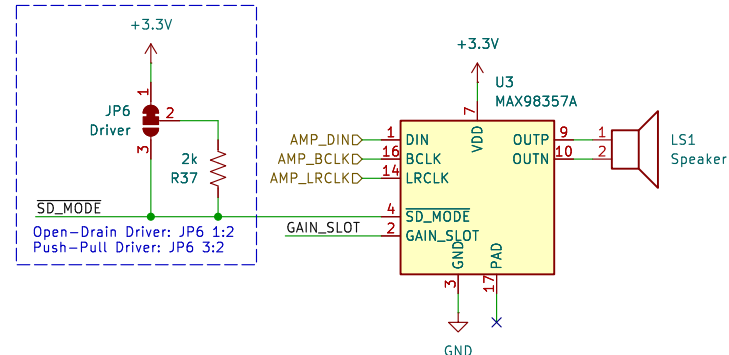 +3.3V
+3.3V
1
JP6
2
Driver
3
2k
R37
SD_MODE
Open-Drain Driver: JP6 1:2
Push-Pull Driver: JP6 3:2
U3
MAX98357A
7
VDD
AMP_DIN
1
DIN
AMP_BCLK
16
BCLK
AMP_LRCLK
14
LRCLK
4
SD_MODE
GAIN_SLOT
2
GAIN_SLOT
OUTP
9
1
OUTN
10
2
LS1
Speaker
GND
PAD
3
17
GND